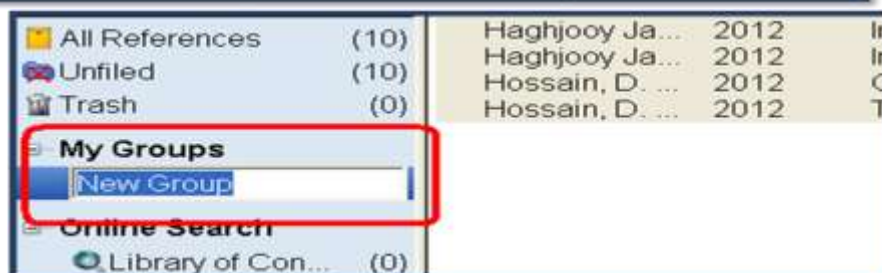 All References (10)
Unfiled (10)
Trash (0)
My Groups
New Group
Online Search
Library of Con... (0)
Haghjooy Ja... 2012 I
Haghjooy Ja... 2012 I
Hossain, D. ... 2012
Hossain, D. ... 2012 T